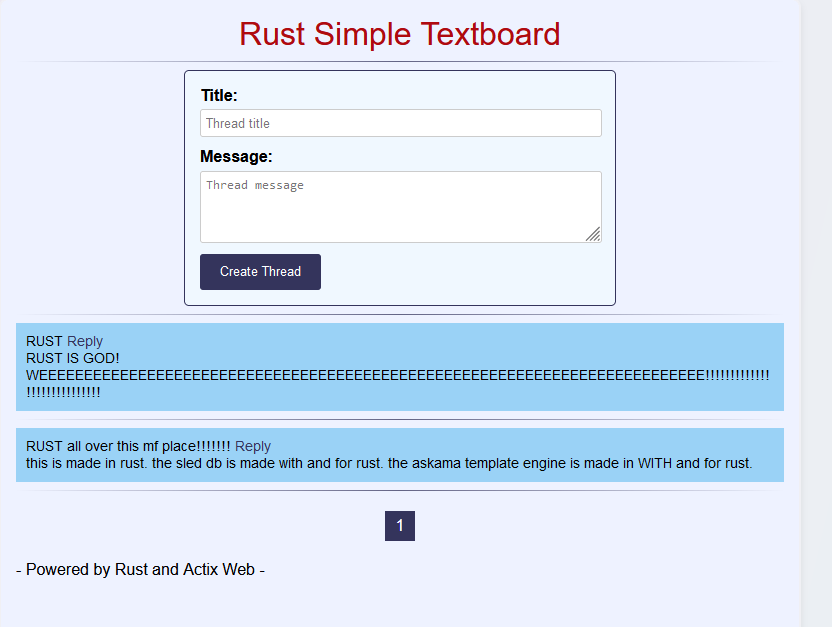 Rust Simple Textboard
Title:
Thread title
Message:
Thread message
Create Thread
RUST Reply
RUST IS GOD!
WEEEEEEEEEEEEEEEEEEEEEEEEEEEEEEEEEEEEEEEEEEEEEEEEEEEEEEEEEEEEEEEEEEEEEEEEE!!!!!!!!!!!!!
!!!!!!!!!!!!!!!
RUST all over this mf place!!!!!!! Reply
this is made in rust. the sled db is made with and for rust. the askama template engine is made in WITH and for rust.
1
- Powered by Rust and Actix Web -